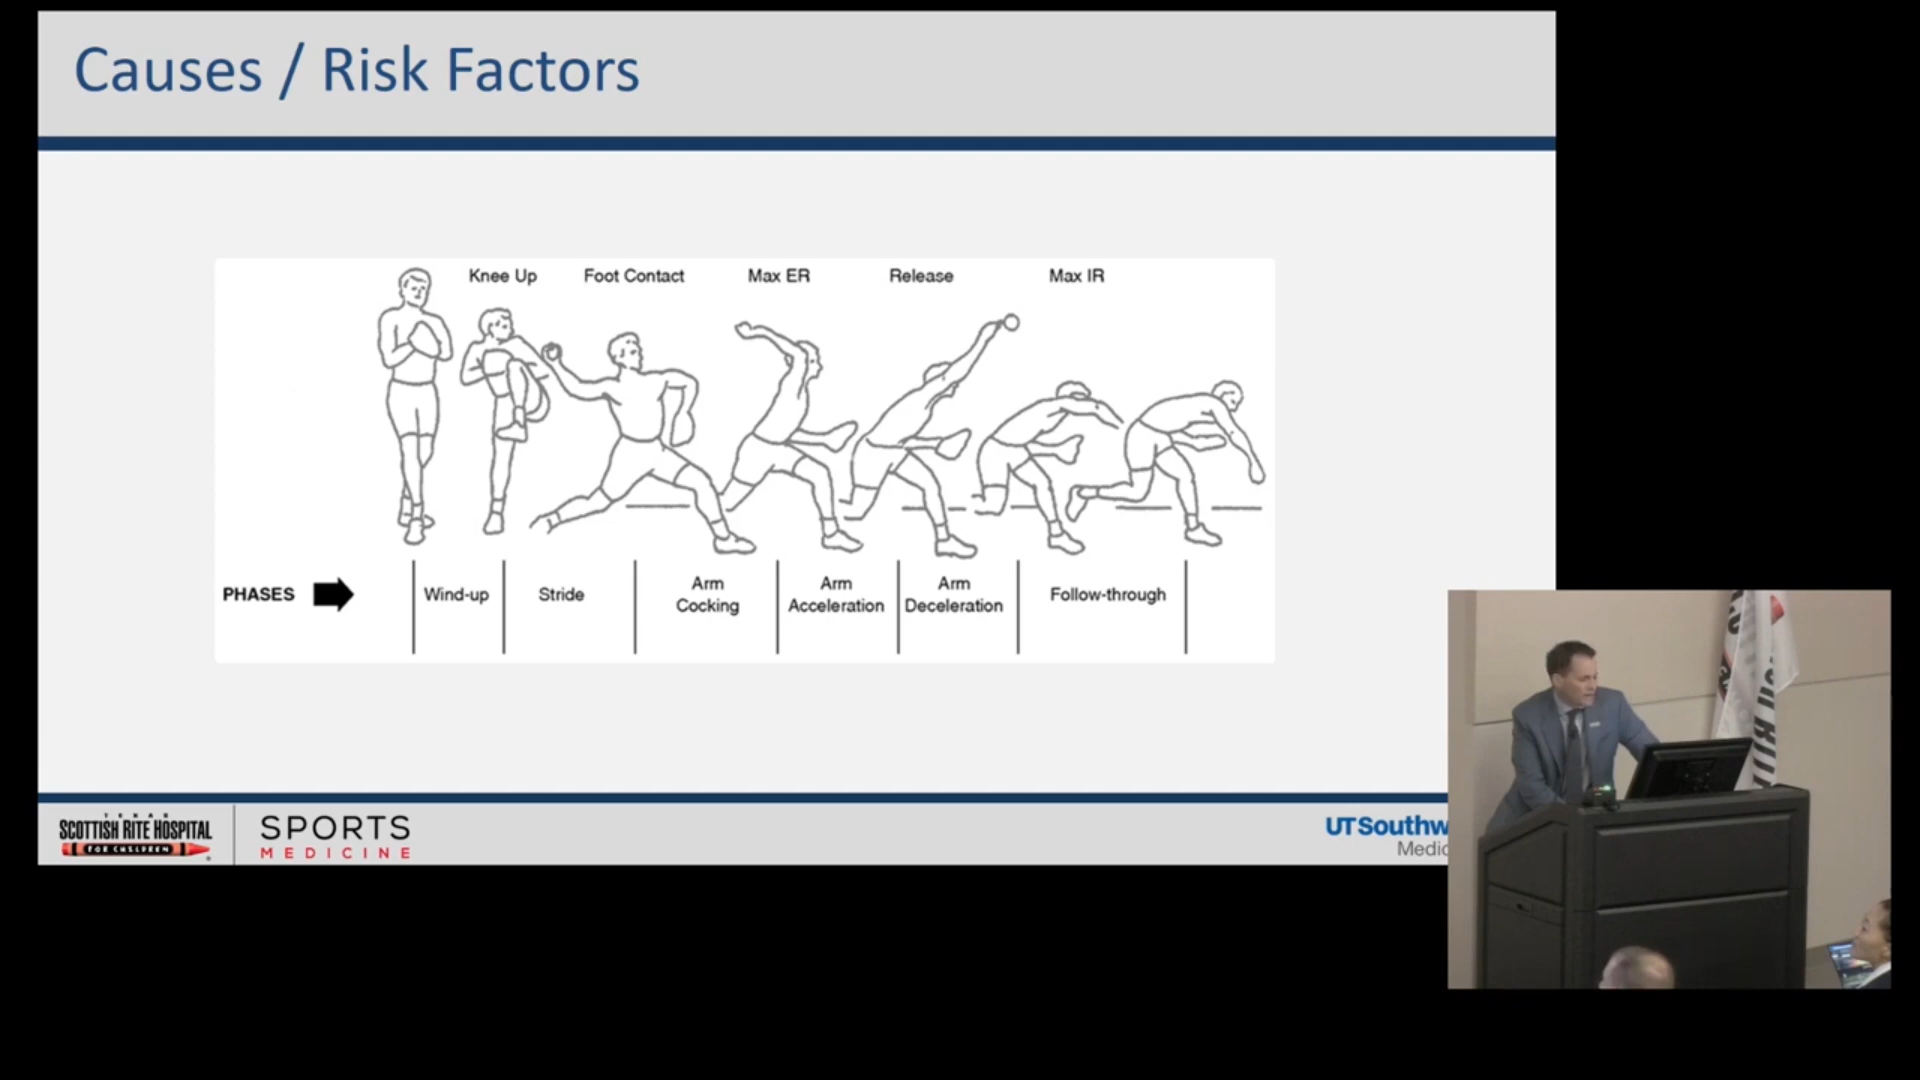 Causes / Risk Factors
Knee Up Foot Contact Max ER Release Max IR
PHASES Wind-up Stride Arm Cocking Arm Acceleration Arm Deceleration Follow-through
TEXAS
SCOTTISH RITE HOSPITAL
FOR CHILDREN
SPORTS
MEDICINE
UTSouthw
Medic